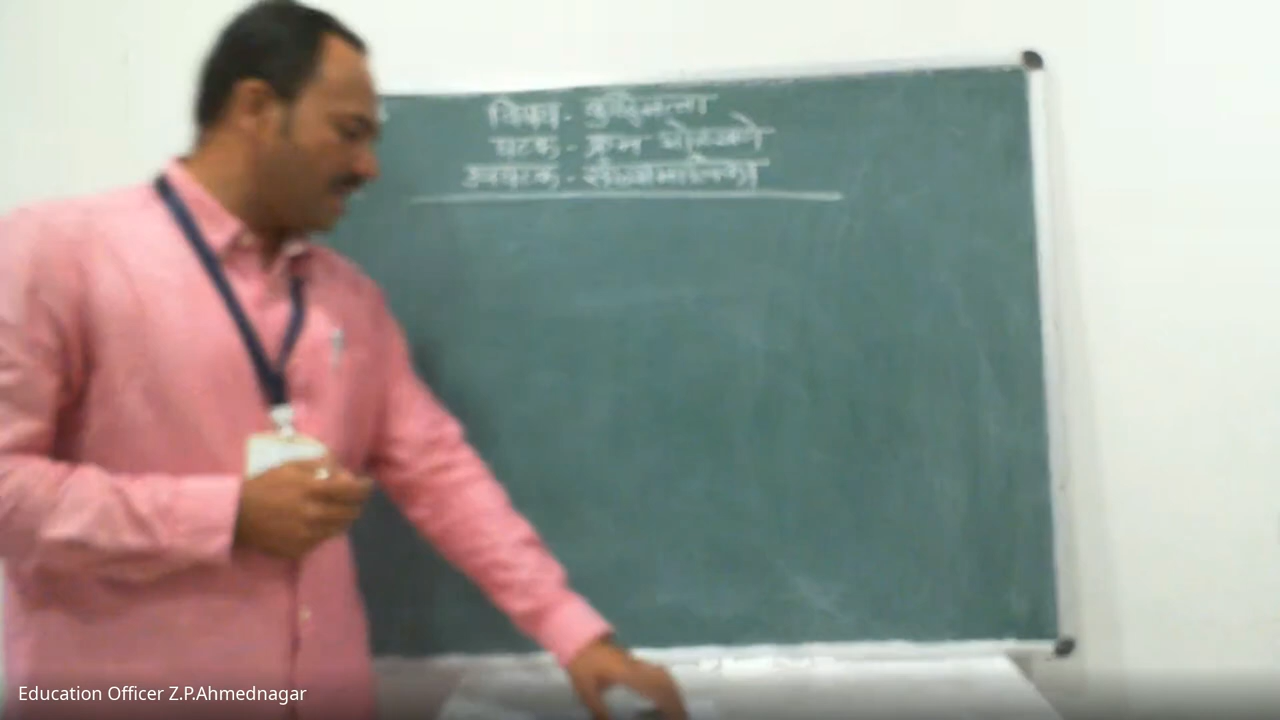 विषय - बुद्धिमत्ता
घटक - क्रम ओळखणे
उपघटक - संख्यामालिका
Education Officer Z.P.Ahmednagar